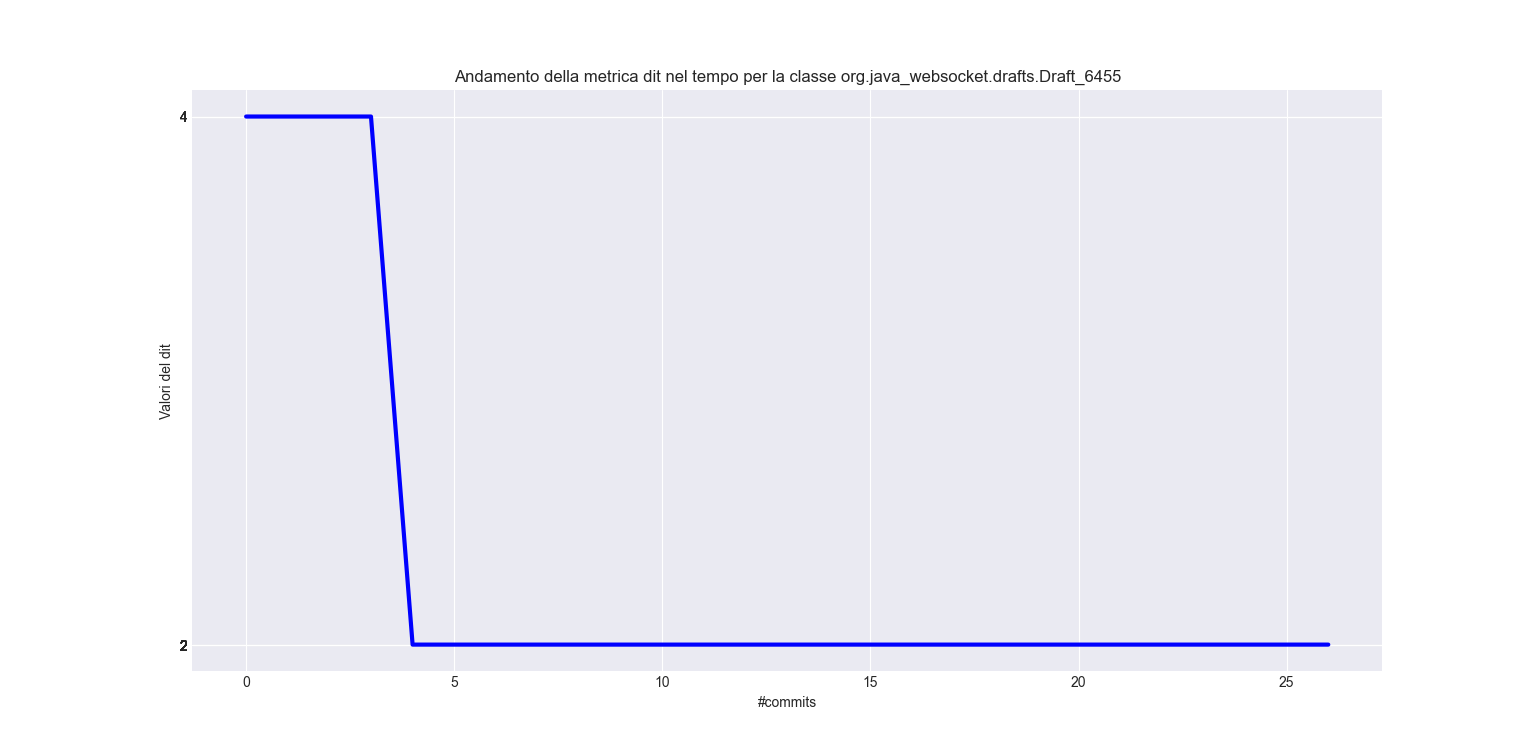 Andamento della metrica dit nel tempo per la classe org.java_websocket.drafts.Draft_6455
4
Valori del dit
2
0 5 10 15 20 25
#commits